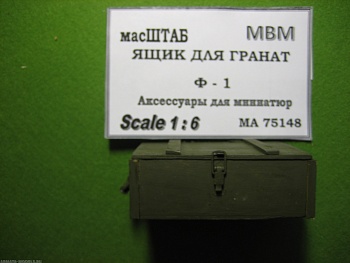 масШТАБ МВМ
ЯЩИК ДЛЯ ГРАНАТ
Ф - 1
Аксессуары для миниатюр
Scale 1 : 6 МА 75148